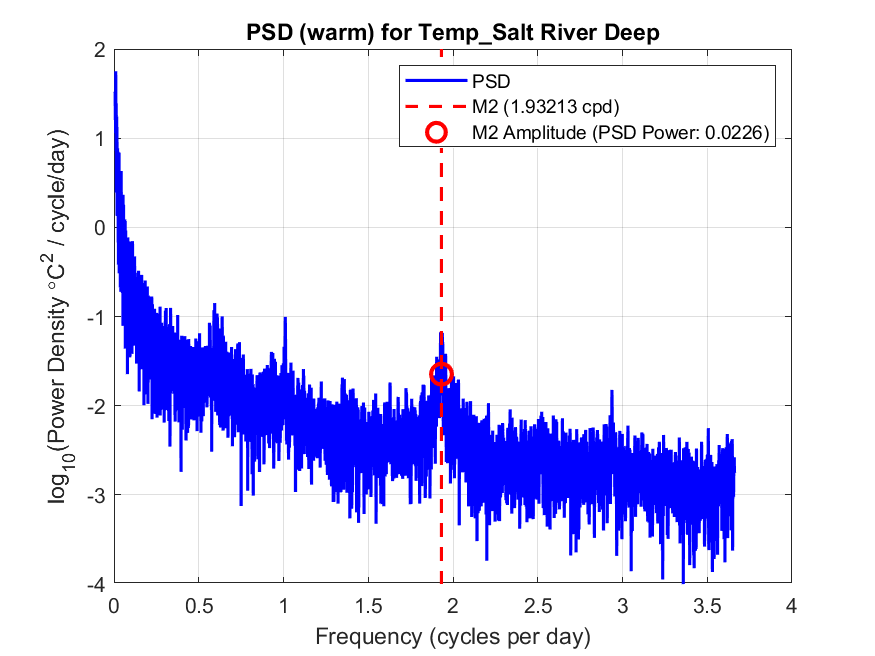 PSD (warm) for Temp_Salt River Deep
PSD
M2 (1.93213 cpd)
M2 Amplitude (PSD Power: 0.0226)
log10(Power Density °C2 / cycle/day)
2
1
0
-1
-2
-3
-4
0 0.5 1 1.5 2 2.5 3 3.5 4
Frequency (cycles per day)